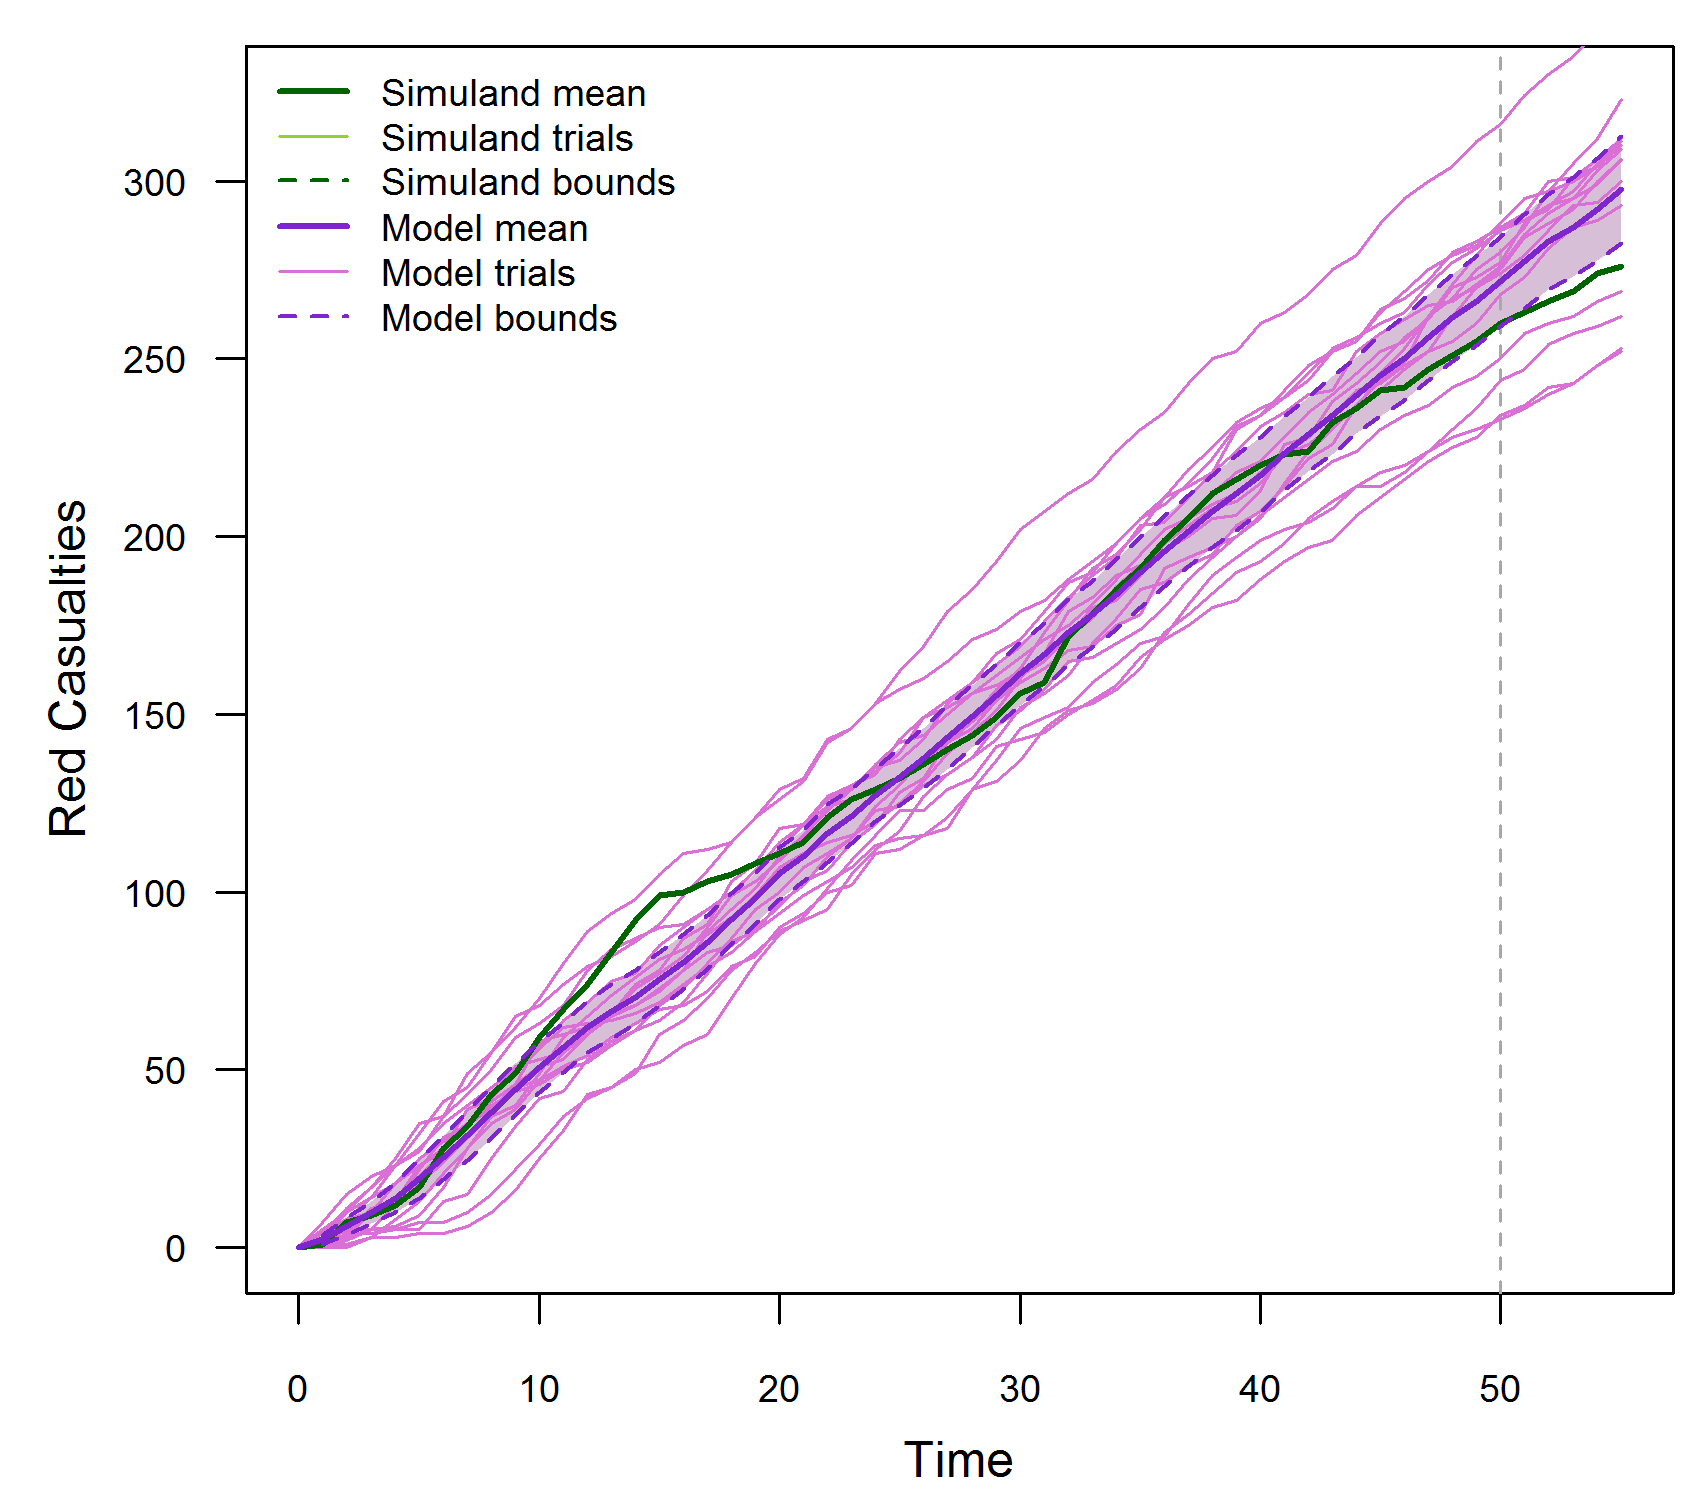 Simuland mean
Simuland trials
Simuland bounds
Model mean
Model trials
Model bounds
300
250
200
150
100
50
0
Red Casualties
0 10 20 30 40 50
Time